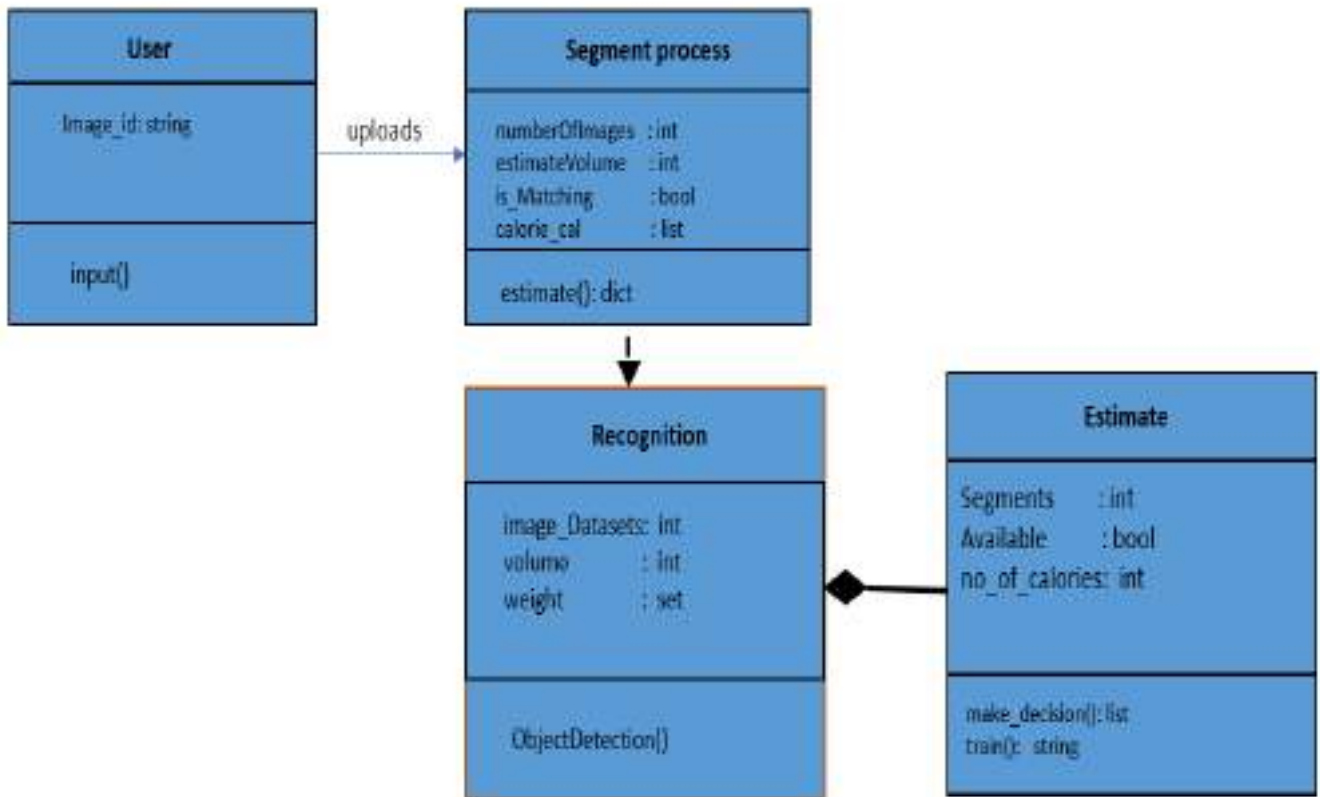 User
Image_id: string
input()
uploads
Segment process
numberOfImages : int
estimateVolume : int
is_Matching : bool
calorie_cal : list
estimate(): dict
Recognition
image_Datasets: int
volume : int
weight : set
ObjectDetection()
Estimate
Segments : int
Available : bool
no_of_calories: int
make_decision(): list
train(): string